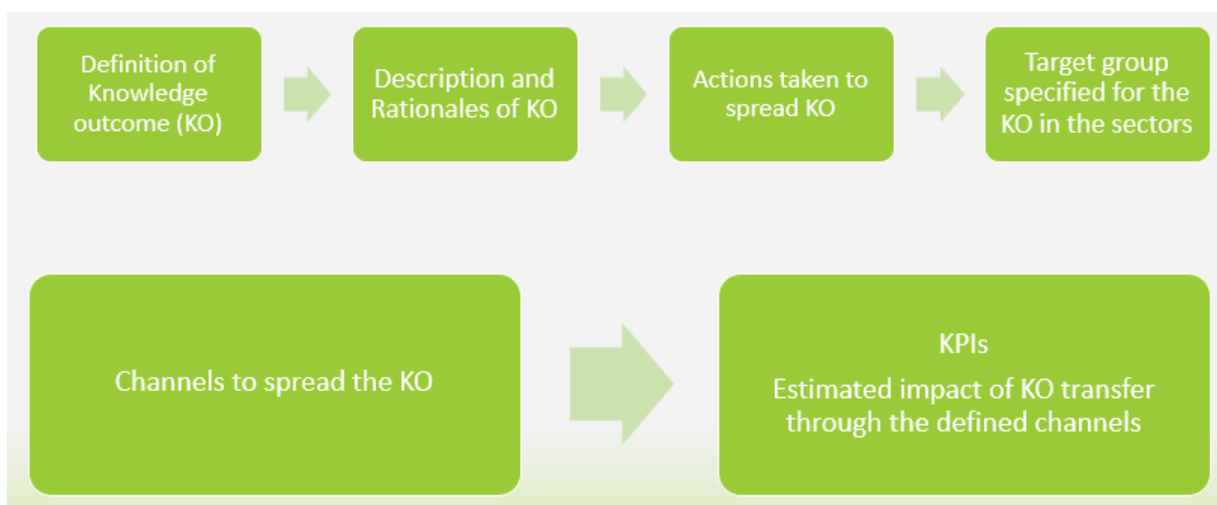 Definition of
Knowledge
outcome (KO)
Description and
Rationales of KO
Actions taken to
spread KO
Target group
specified for the
KO in the sectors
Channels to spread the KO
KPIs
Estimated impact of KO transfer
through the defined channels